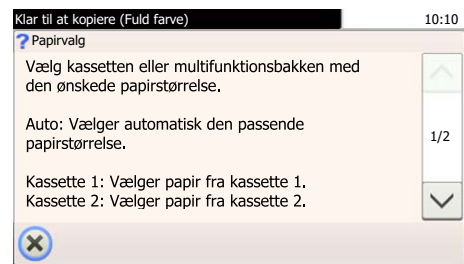 Klar til at kopiere (Fuld farve) 10:10
? Papirvalg
Vælg kassetten eller multifunktionsbakken med
den ønskede papirstørrelse.
Auto: Vælger automatisk den passende
papirstørrelse.
1/2
Kassette 1: Vælger papir fra kassette 1.
Kassette 2: Vælger papir fra kassette 2.